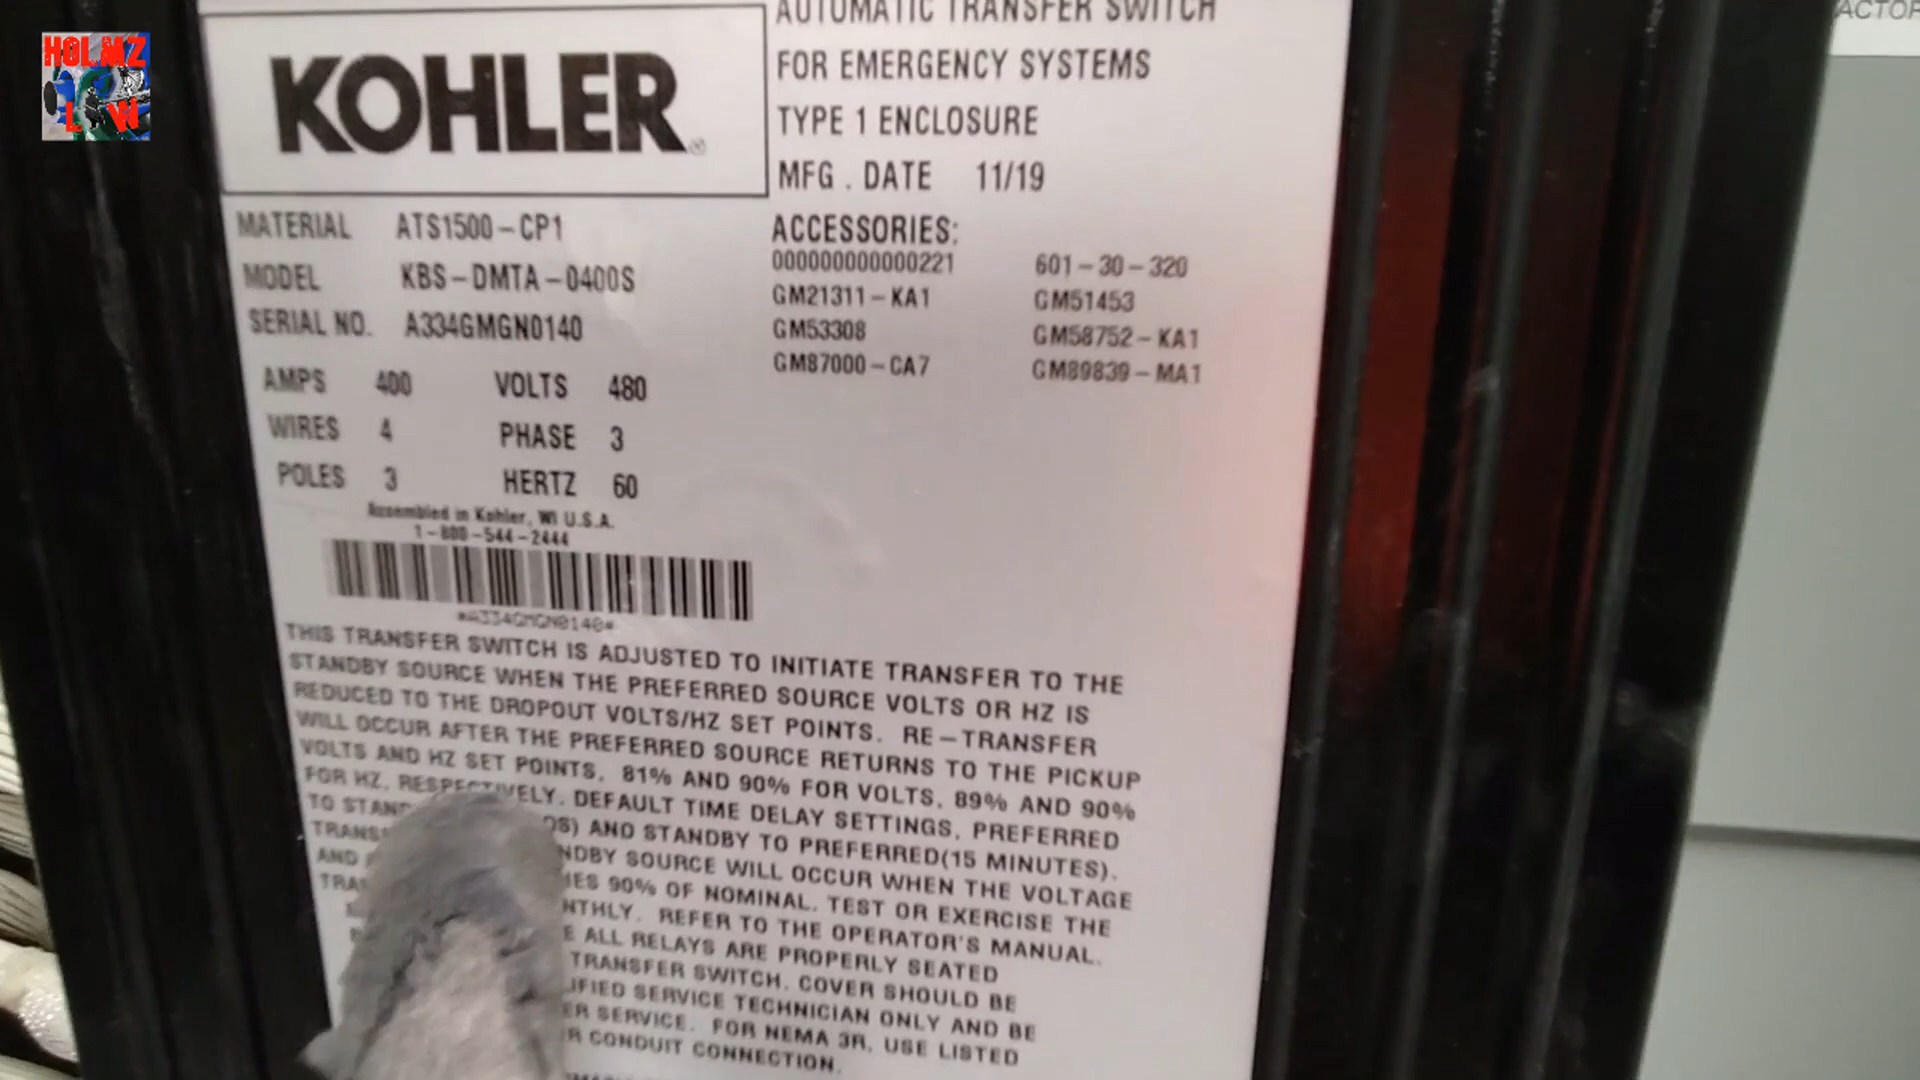 HOLMZ
LAW
ACTOR
AUTOMATIC TRANSFER SWITCH
FOR EMERGENCY SYSTEMS
TYPE 1 ENCLOSURE
MFG . DATE 11/19
KOHLER®
MATERIAL ATS1500-CP1
MODEL KBS-DMTA-0400S
SERIAL NO. A334GMGN0140
AMPS 400 VOLTS 480
WIRES 4 PHASE 3
POLES 3 HERTZ 60
Assembled in Kohler, WI U.S.A.
1-800-544-2444
*A334GMGN0140*
ACCESSORIES:
000000000000221 601-30-320
GM21311-KA1 GM51453
GM53308 GM58752-KA1
GM87000-CA7 GM89839-MA1
THIS TRANSFER SWITCH IS ADJUSTED TO INITIATE TRANSFER TO THE
STANDBY SOURCE WHEN THE PREFERRED SOURCE VOLTS OR HZ IS
REDUCED TO THE DROPOUT VOLTS/HZ SET POINTS. RE-TRANSFER
WILL OCCUR AFTER THE PREFERRED SOURCE RETURNS TO THE PICKUP
VOLTS AND HZ SET POINTS, 81% AND 90% FOR VOLTS, 89% AND 90%
FOR HZ, RESPECTIVELY. DEFAULT TIME DELAY SETTINGS, PREFERRED
TO STAND DS) AND STANDBY TO PREFERRED(15 MINUTES).
TRANS NDBY SOURCE WILL OCCUR WHEN THE VOLTAGE
AND HES 90% OF NOMINAL. TEST OR EXERCISE THE
TRA NTHLY. REFER TO THE OPERATOR'S MANUAL.
E ALL RELAYS ARE PROPERLY SEATED
TRANSFER SWITCH. COVER SHOULD BE
IFIED SERVICE TECHNICIAN ONLY AND BE
ER SERVICE. FOR NEMA 3R, USE LISTED
R CONDUIT CONNECTION.